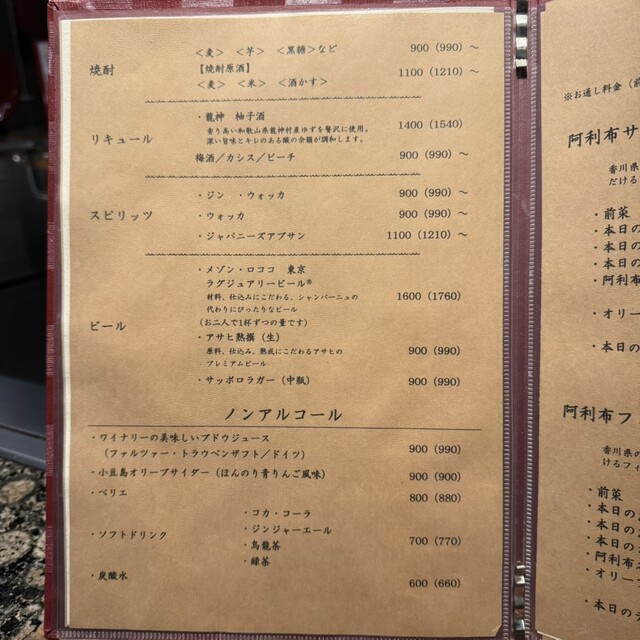 ＜麦＞　＜芋＞　＜黒糖＞など　900（990）～
焼酎
【焼酎原酒】　1100（1210）～
＜麦＞　＜米＞　＜酒かす＞
・龍神　柚子酒
リキュール
香り高い和歌山県龍神村産ゆずを贅沢に使用。　1400（1540）
深い旨味とキレのある酸の余韻が調和します。
梅酒／カシス／ピーチ　900（990）～
・ジン　・ウォッカ　900（990）～
スピリッツ　・ウォッカ　900（990）～
・ジャパニーズアブサン　1100（1210）～
・メゾン・ロココ　東京
ラグジュアリービール®
材料、仕込みにこだわる、シャンパーニュの　1600（1760）
代わりにぴったりなビール
ビール　（お二人で1杯ずつの量です）
・アサヒ熟撰（生）
原料、仕込み、熟成にこだわるアサヒの　900（990）
プレミアムビール
・サッポロラガー（中瓶）　900（990）
ノンアルコール
・ワイナリーの美味しいブドウジュース　900（990）
（ファルツァー・トラウベンザフト／ドイツ）
・小豆島オリーブサイダー（ほんのり青りんご風味）　900（900）
・ペリエ　800（880）
・コカ・コーラ
・ソフトドリンク　・ジンジャーエール　700（770）
・烏龍茶
・緑茶
・炭酸水　600（660）
※お通し料金（前
阿利布サ
香川県
だける
・前菜
・本日の
・本日の
・本日の
・阿利布
・オリー
・本日の
阿利布フ
香川県の
けるフィ
・前菜
・本日の
・本日の
・本日の
・阿利布
・オリー
・本日の